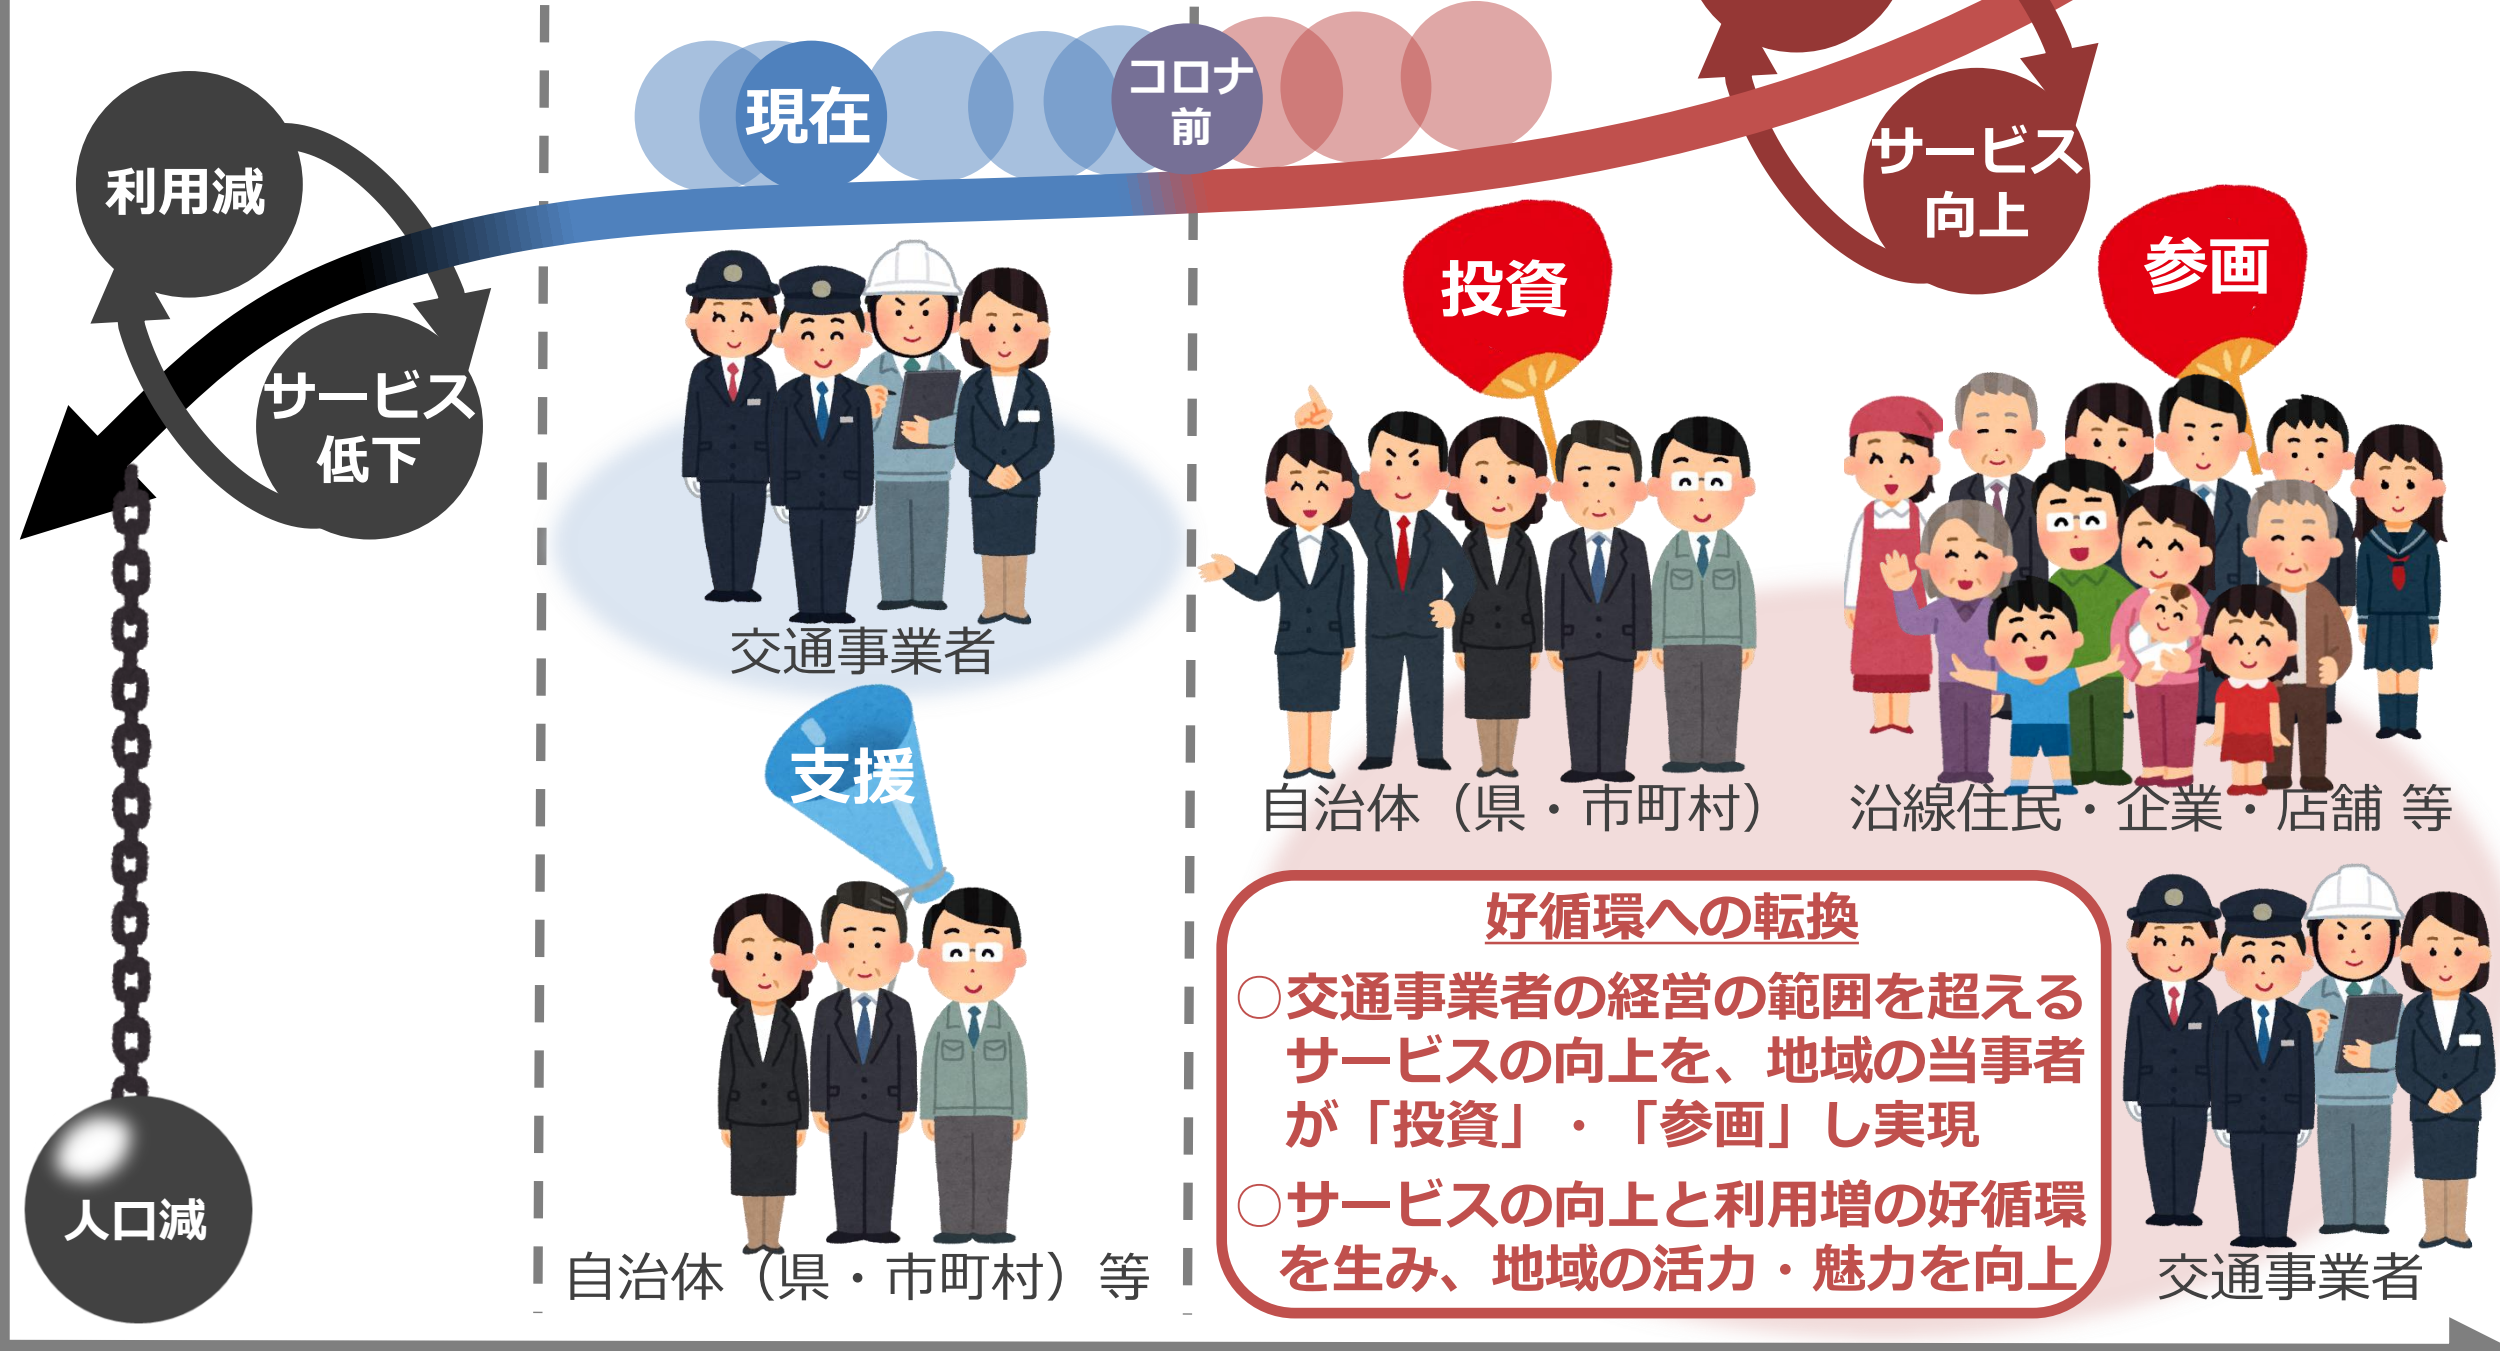 現在
コロナ
前
利用減
サービス
低下
サービス
向上
投資
参画
交通事業者
支援
自治体（県・市町村）
沿線住民・企業・店舗 等
人口減
自治体（県・市町村）等
好循環への転換
○交通事業者の経営の範囲を超える
サービスの向上を、地域の当事者
が「投資」・「参画」し実現
○サービスの向上と利用増の好循環
を生み、地域の活力・魅力を向上
交通事業者